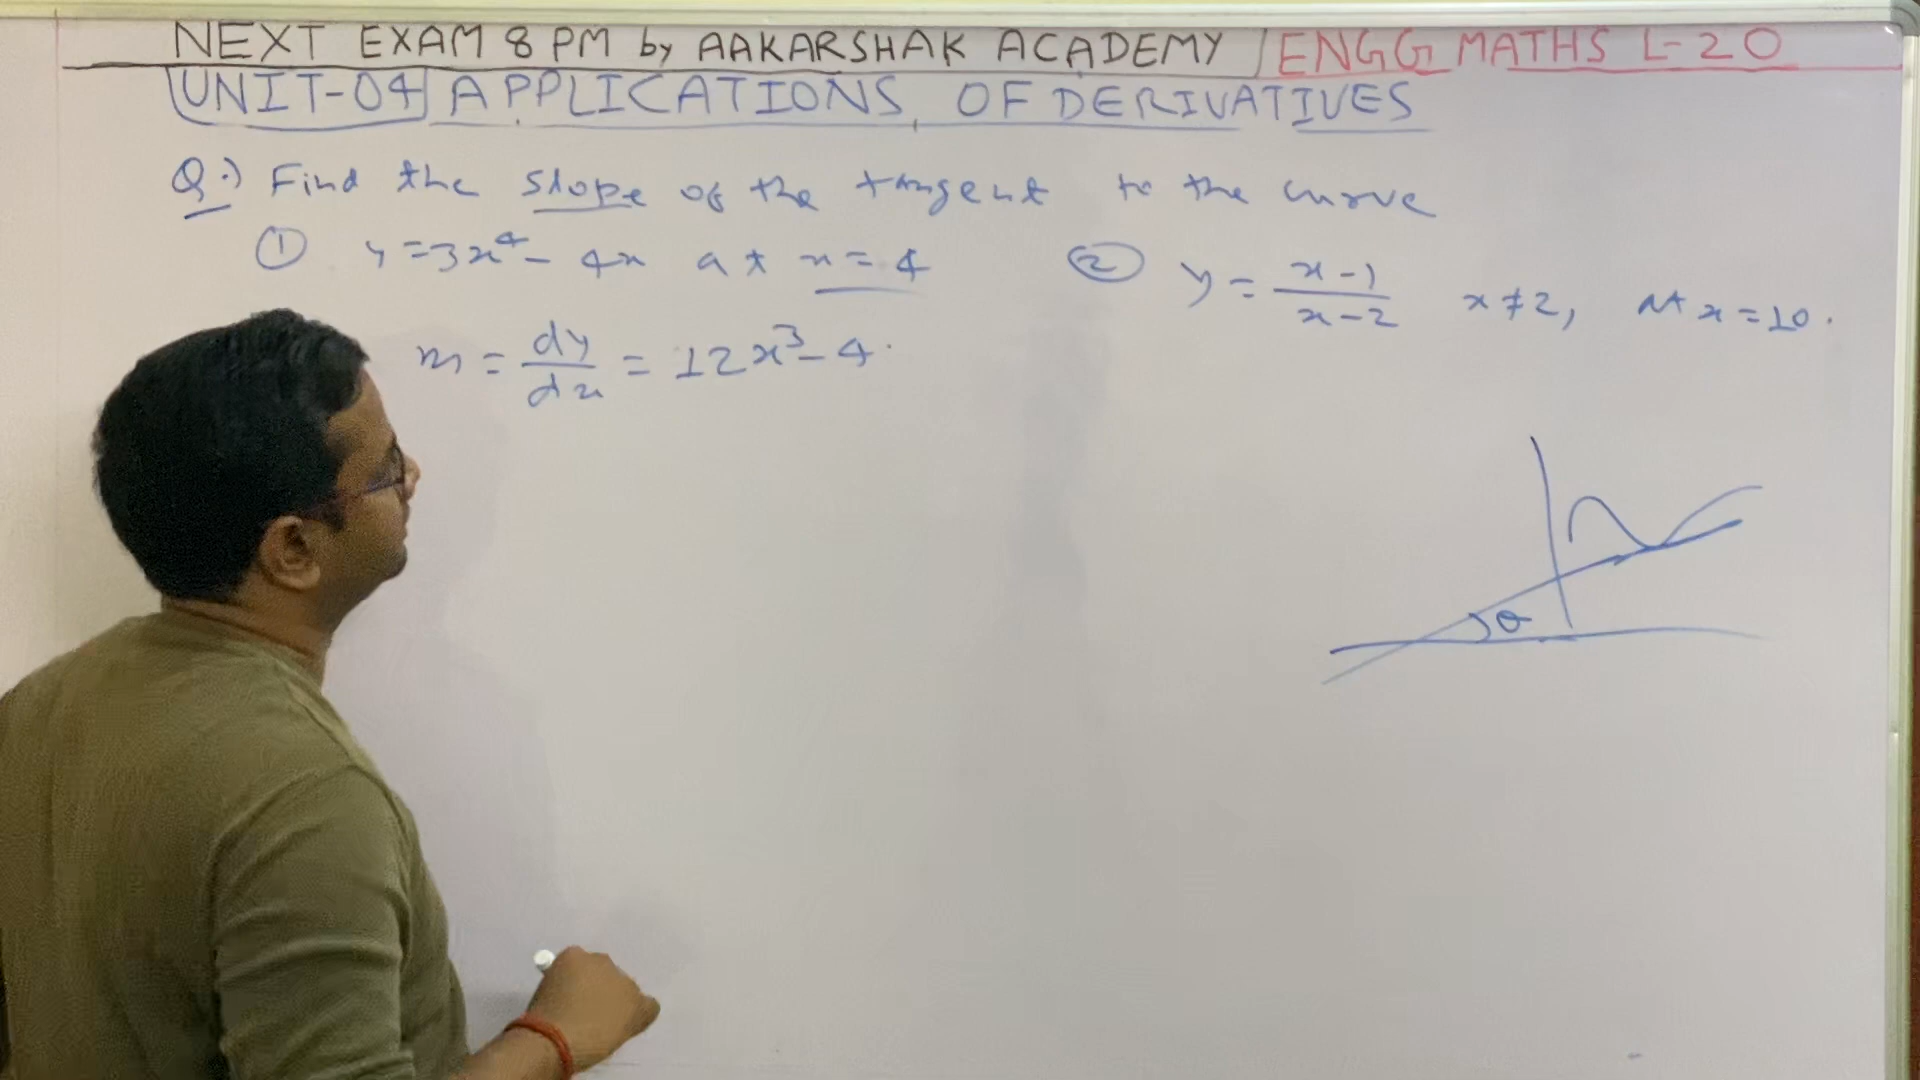 NEXT EXAM 8 PM by AAKARSHAK ACADEMY ENGG MATHS L-20
UNIT-04 APPLICATIONS OF DERIVATIVES
Q.) Find the slope of the tangent to the curve
① y = 3x⁴ - 4x at x = 4
② y = (x-1)/(x-2) x ≠ 2, at x = 10.
m = dy/dx = 12x³ - 4.
θ